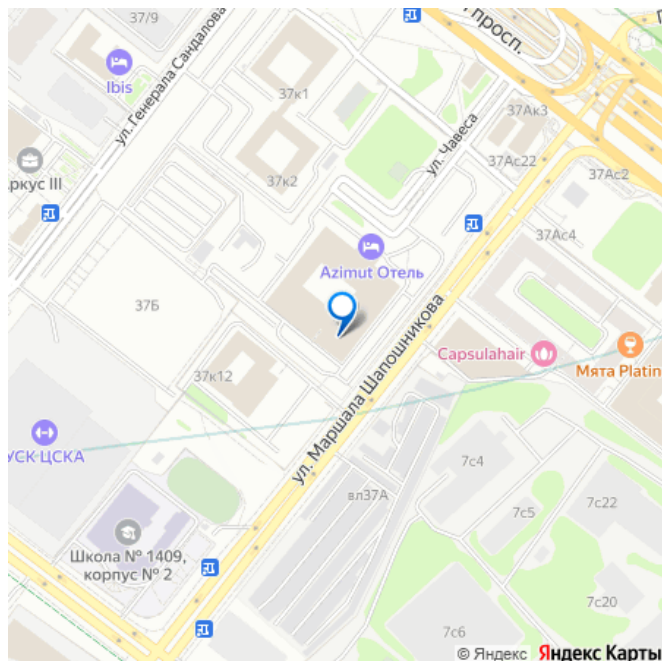 37/9
просп.
Ibis
ул. Генерала Сандалова
37к1
37Ак3
ул. Чавеса
37Ас22
37Ас2
ркус III
37к2
37Ас4
Azimut Отель
37Б
ул. Маршала Шапошникова
Capsulahair
Мята Platin
37к12
УСК ЦСКА
7с4
вл37А
7с22
7с5
Школа № 1409,
корпус № 2
7с20
7с6
© Яндекс Яндекс Карты